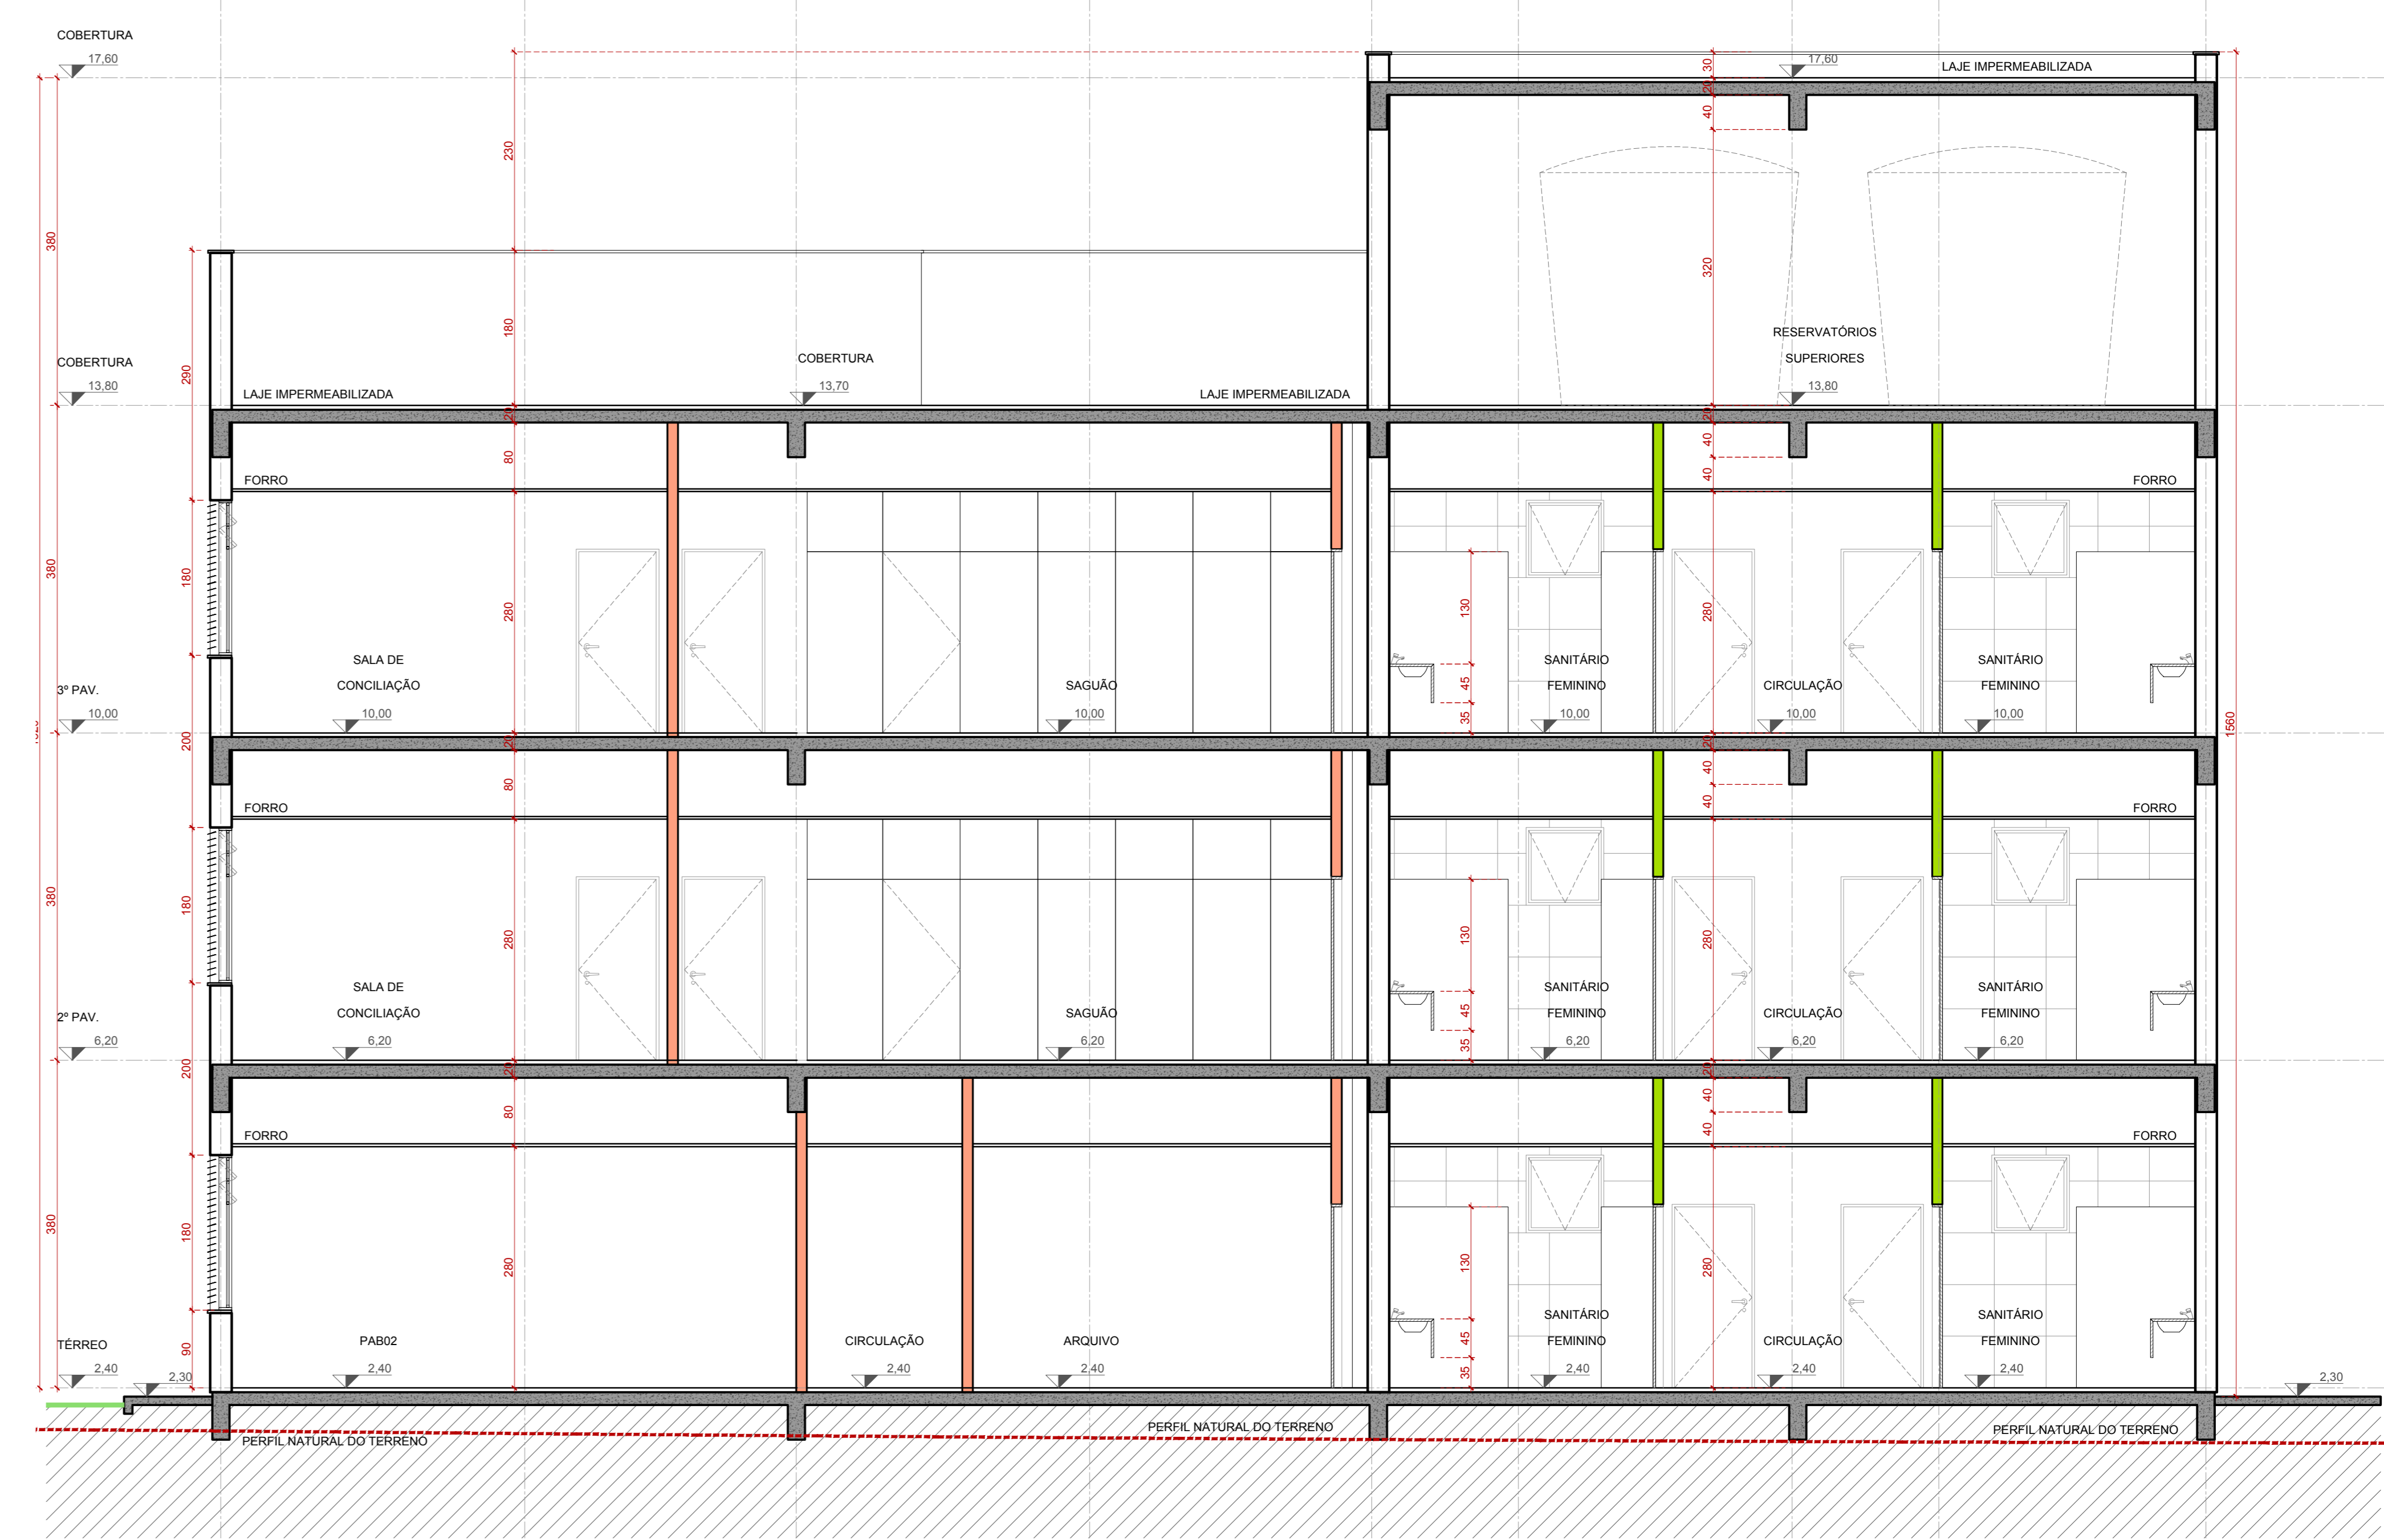 COBERTURA
17,60
17,60
LAJE IMPERMEABILIZADA
30
20
40
230
380
320
180
290
RESERVATÓRIOS
SUPERIORES
COBERTURA
13,80
COBERTURA
13,70
13,80
LAJE IMPERMEABILIZADA
LAJE IMPERMEABILIZADA
20
20
80
40
40
FORRO
FORRO
380
180
280
130
280
SALA DE
CONCILIAÇÃO
SAGUÃO
SANITÁRIO
FEMININO
CIRCULAÇÃO
SANITÁRIO
FEMININO
45
35
3º PAV.
10,00
10,00
10,00
10,00
10,00
10,00
1560
200
20
20
80
40
40
FORRO
FORRO
380
180
280
130
280
SALA DE
CONCILIAÇÃO
SAGUÃO
SANITÁRIO
FEMININO
CIRCULAÇÃO
SANITÁRIO
FEMININO
45
35
2º PAV.
6,20
6,20
6,20
6,20
6,20
6,20
200
20
20
80
40
40
FORRO
FORRO
380
180
280
130
280
PAB02
CIRCULAÇÃO
ARQUIVO
SANITÁRIO
FEMININO
CIRCULAÇÃO
SANITÁRIO
FEMININO
45
35
90
TÉRREO
2,40
2,30
2,40
2,40
2,40
2,40
2,40
2,40
2,30
PERFIL NATURAL DO TERRENO
PERFIL NATURAL DO TERRENO
PERFIL NATURAL DO TERRENO